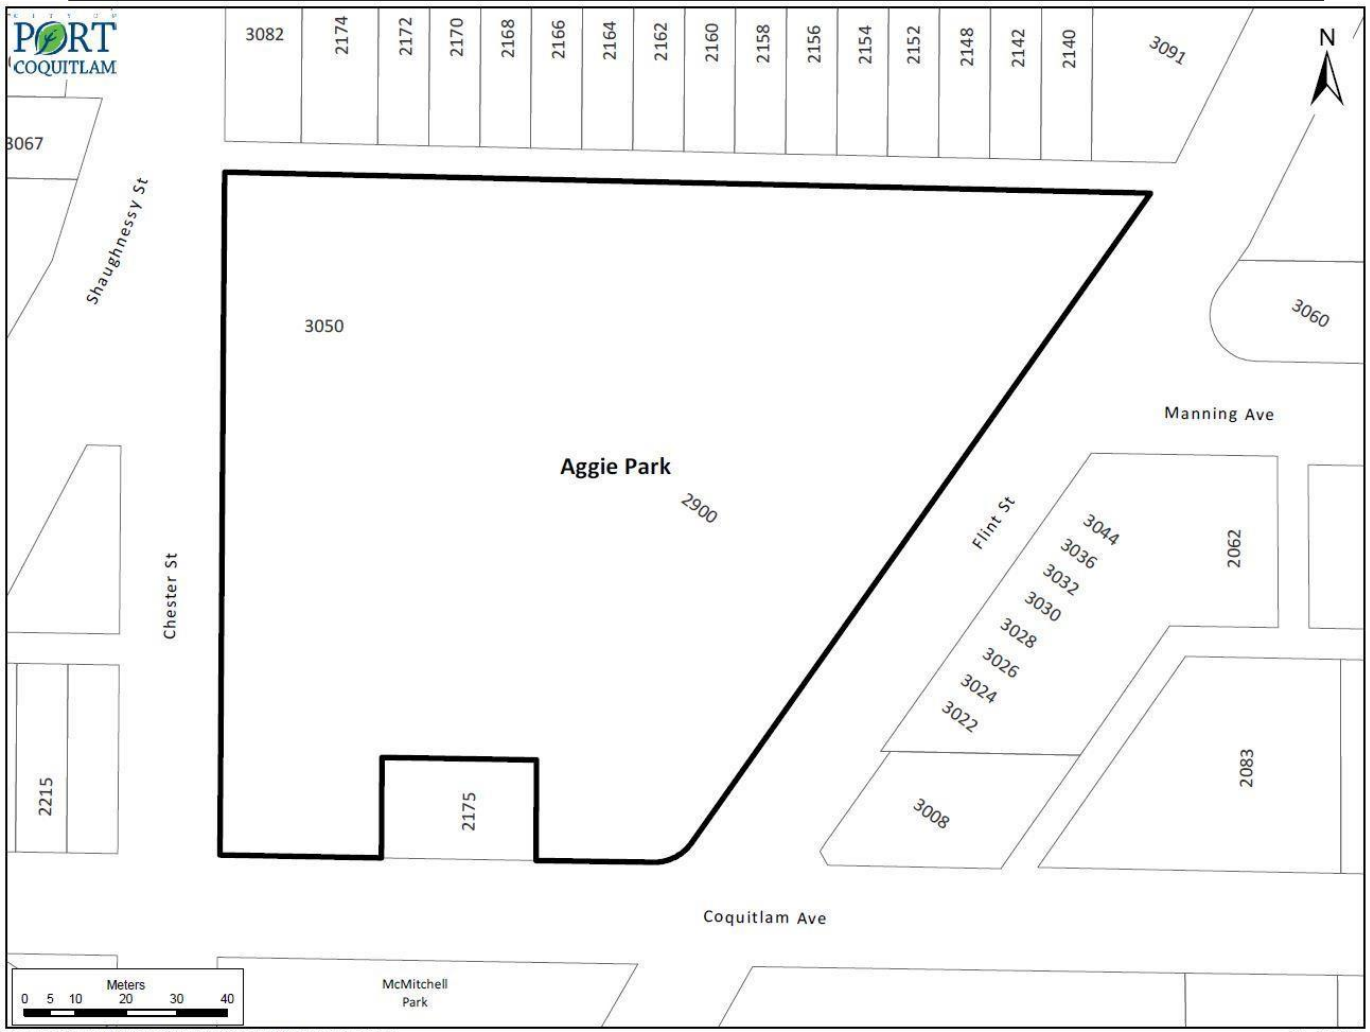 CITY OF
PORT
COQUITLAM
3082
2174
2172
2170
2168
2166
2164
2162
2160
2158
2156
2154
2152
2148
2142
2140
3091
N
3067
Shaughnessy St
3050
3060
Manning Ave
Aggie Park
2900
Flint St
3044
3036
3032
3030
3028
3026
3024
3022
2062
Chester St
2215
2175
3008
2083
Coquitlam Ave
McMitchell
Park
Meters
0 5 10 20 30 40